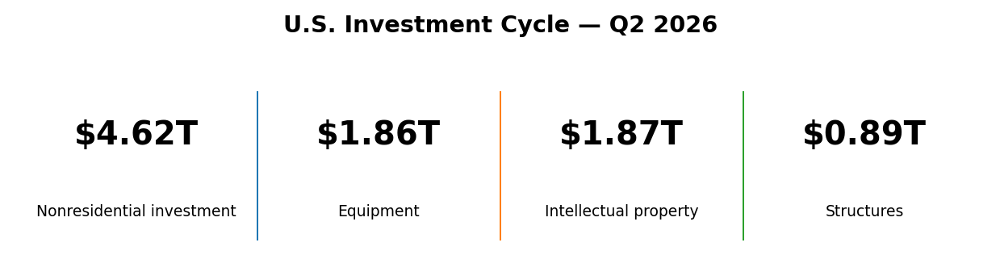 U.S. Investment Cycle — Q2 2026
$4.62T
Nonresidential investment
$1.86T
Equipment
$1.87T
Intellectual property
$0.89T
Structures